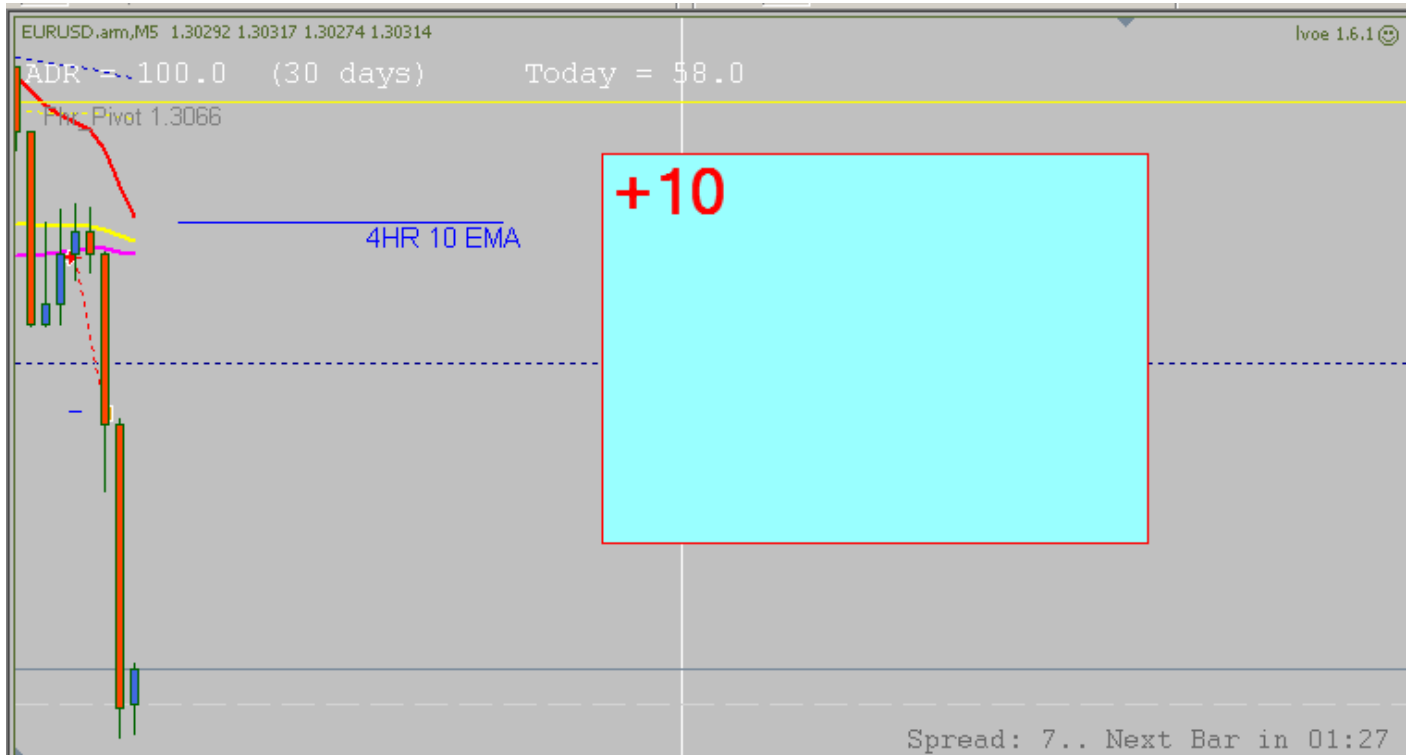 EURUSD.arm,M5 1.30292 1.30317 1.30274 1.30314
Ivoe 1.6.1
ADR = 100.0 (30 days) Today = 58.0
Pivot 1.3066
+10
4HR 10 EMA
Spread: 7.. Next Bar in 01:27